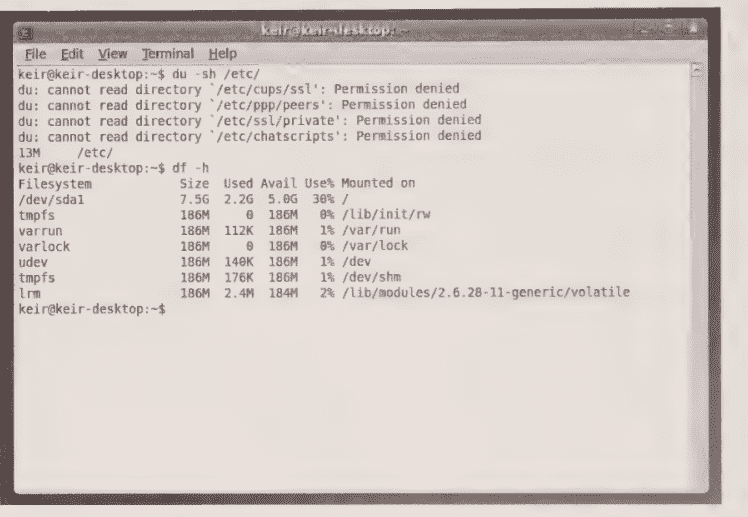 keir@keir-desktop: ~
File Edit View Terminal Help
keir@keir-desktop:~$ du -sh /etc/
du: cannot read directory `/etc/cups/ssl': Permission denied
du: cannot read directory `/etc/ppp/peers': Permission denied
du: cannot read directory `/etc/ssl/private': Permission denied
du: cannot read directory `/etc/chatscripts': Permission denied
13M /etc/
keir@keir-desktop:~$ df -h
Filesystem Size Used Avail Use% Mounted on
/dev/sda1 7.5G 2.2G 5.0G 30% /
tmpfs 186M 0 186M 0% /lib/init/rw
varrun 186M 112K 186M 1% /var/run
varlock 186M 0 186M 0% /var/lock
udev 186M 140K 186M 1% /dev
tmpfs 186M 176K 186M 1% /dev/shm
lrm 186M 2.4M 184M 2% /lib/modules/2.6.28-11-generic/volatile
keir@keir-desktop:~$